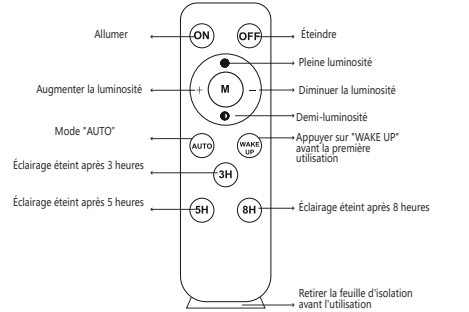 Allumer
ON
OFF
Éteindre
Pleine luminosité
Augmenter la luminosité
+
M
−
Diminuer la luminosité
Demi-luminosité
Mode "AUTO"
AUTO
WAKE
UP
Appuyer sur "WAKE UP"
avant la première
utilisation
Éclairage éteint après 3 heures
3H
Éclairage éteint après 5 heures
5H
8H
Éclairage éteint après 8 heures
Retirer la feuille d'isolation
avant l'utilisation